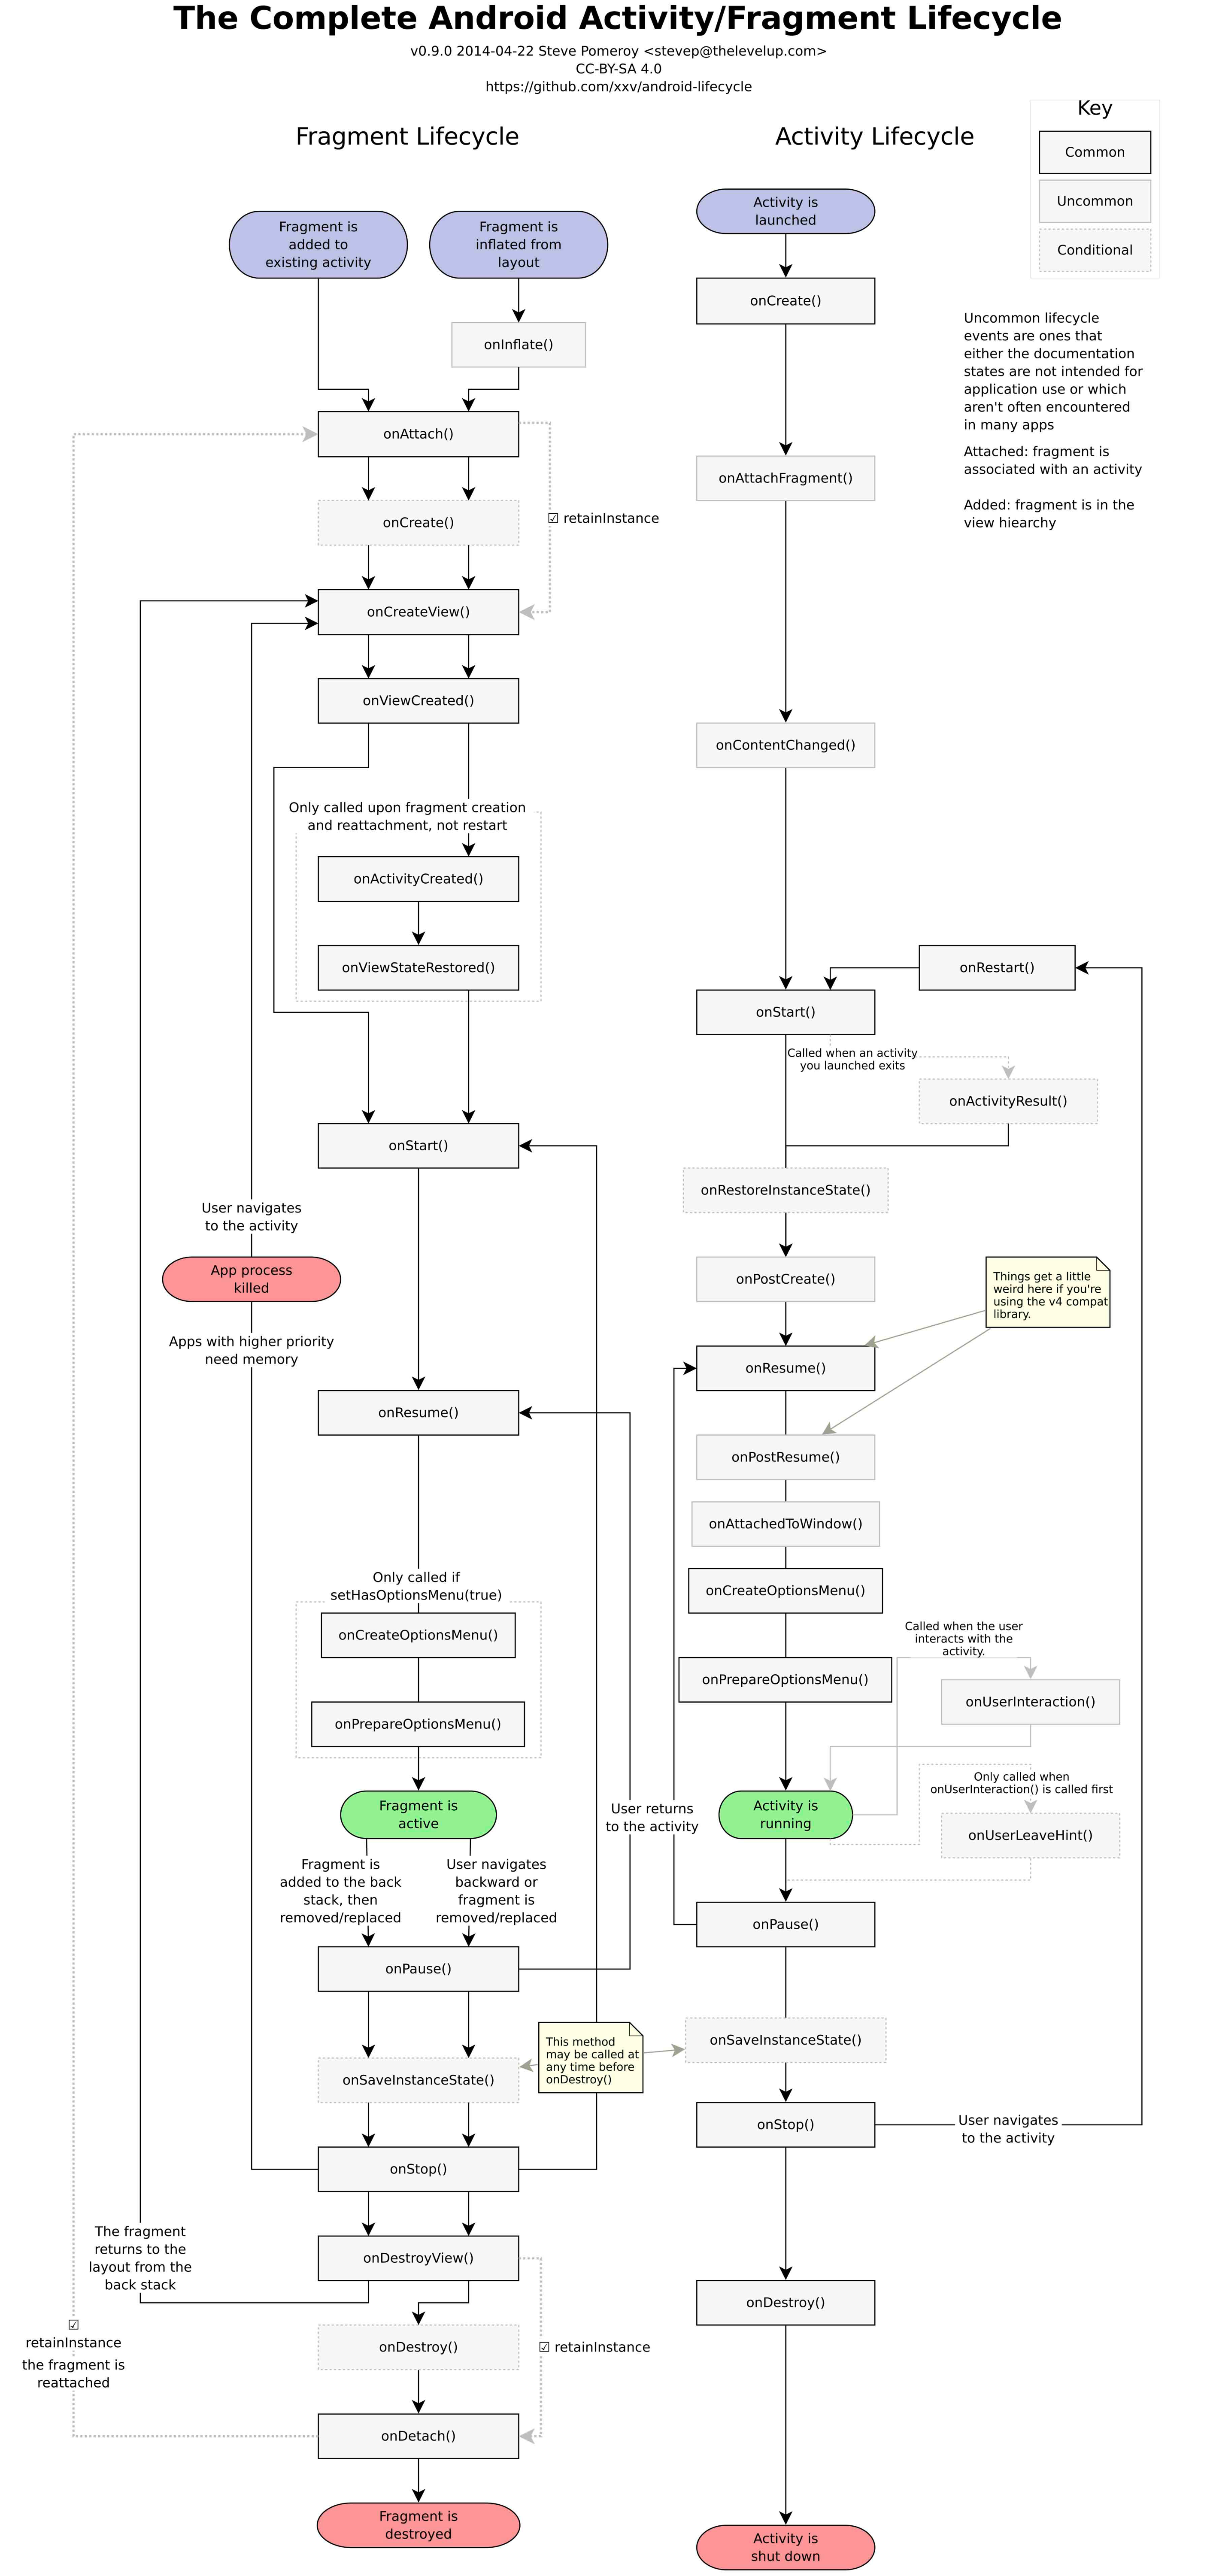 The Complete Android Activity/Fragment Lifecycle
v0.9.0 2014-04-22 Steve Pomeroy <stevep@thelevelup.com>
CC-BY-SA 4.0
https://github.com/xxv/android-lifecycle
Key
Common
Uncommon
Conditional
Uncommon lifecycle
events are ones that
either the documentation
states are not intended for
application use or which
aren't often encountered
in many apps
Attached: fragment is
associated with an activity
Added: fragment is in the
view hiearchy
Fragment Lifecycle
Fragment is
added to
existing activity
Fragment is
inflated from
layout
onInflate()
onAttach()
onCreate()
☑ retainInstance
onCreateView()
onViewCreated()
Only called upon fragment creation
and reattachment, not restart
onActivityCreated()
onViewStateRestored()
onStart()
User navigates
to the activity
App process
killed
Apps with higher priority
need memory
onResume()
Only called if
setHasOptionsMenu(true)
onCreateOptionsMenu()
onPrepareOptionsMenu()
Fragment is
active
User returns
to the activity
Fragment is
added to the back
stack, then
removed/replaced
User navigates
backward or
fragment is
removed/replaced
onPause()
This method
may be called at
any time before
onDestroy()
onSaveInstanceState()
onStop()
The fragment
returns to the
layout from the
back stack
onDestroyView()
☑
retainInstance
the fragment is
reattached
onDestroy()
☑ retainInstance
onDetach()
Fragment is
destroyed
Activity Lifecycle
Activity is
launched
onCreate()
onAttachFragment()
onContentChanged()
onRestart()
onStart()
Called when an activity
you launched exits
onActivityResult()
onRestoreInstanceState()
onPostCreate()
Things get a little
weird here if you're
using the v4 compat
library.
onResume()
onPostResume()
onAttachedToWindow()
onCreateOptionsMenu()
Called when the user
interacts with the
activity.
onPrepareOptionsMenu()
onUserInteraction()
Activity is
running
Only called when
onUserInteraction() is called first
onUserLeaveHint()
onPause()
onSaveInstanceState()
onStop()
User navigates
to the activity
onDestroy()
Activity is
shut down